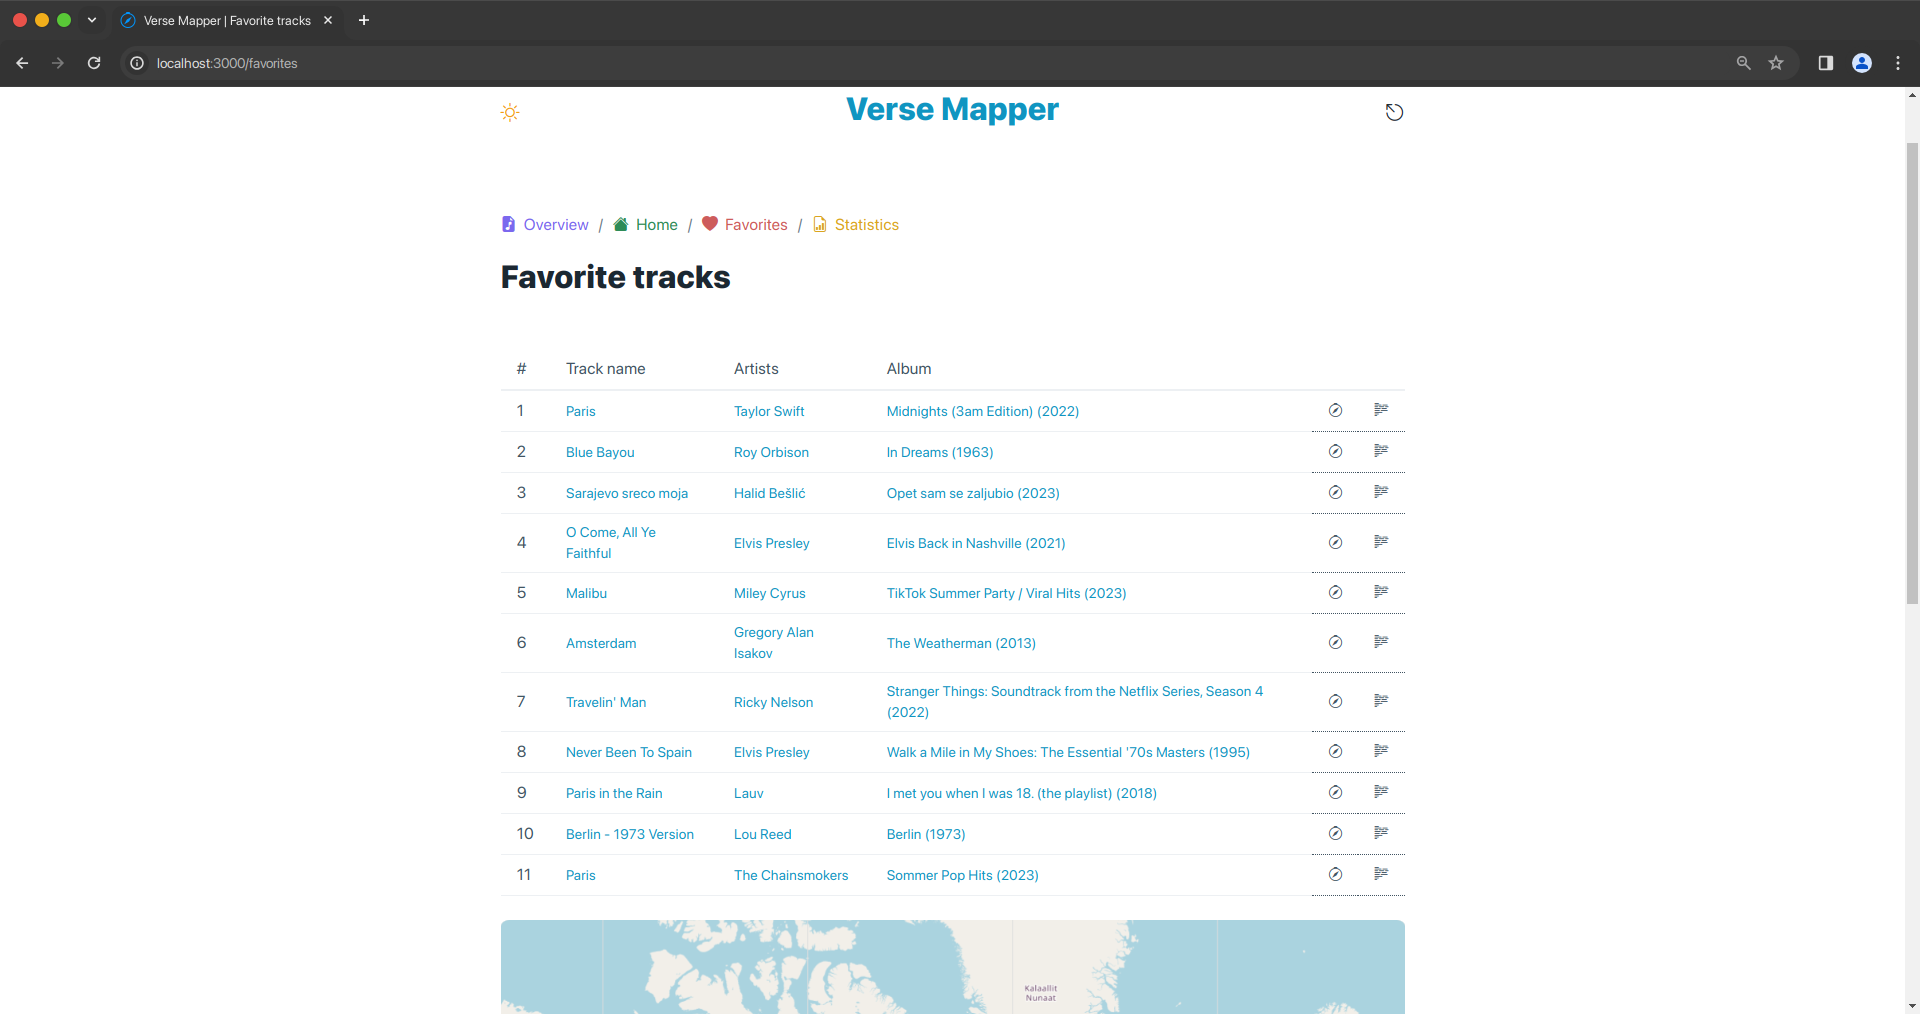 Verse Mapper | Favorite tracks
localhost:3000/favorites
Verse Mapper
Overview / Home / Favorites / Statistics
Favorite tracks
# Track name Artists Album
1 Paris Taylor Swift Midnights (3am Edition) (2022)
2 Blue Bayou Roy Orbison In Dreams (1963)
3 Sarajevo sreco moja Halid Bešlić Opet sam se zaljubio (2023)
4 O Come, All Ye
Faithful Elvis Presley Elvis Back in Nashville (2021)
5 Malibu Miley Cyrus TikTok Summer Party / Viral Hits (2023)
6 Amsterdam Gregory Alan
Isakov The Weatherman (2013)
7 Travelin' Man Ricky Nelson Stranger Things: Soundtrack from the Netflix Series, Season 4
(2022)
8 Never Been To Spain Elvis Presley Walk a Mile in My Shoes: The Essential '70s Masters (1995)
9 Paris in the Rain Lauv I met you when I was 18. (the playlist) (2018)
10 Berlin - 1973 Version Lou Reed Berlin (1973)
11 Paris The Chainsmokers Sommer Pop Hits (2023)
Kalaallit
Nunaat